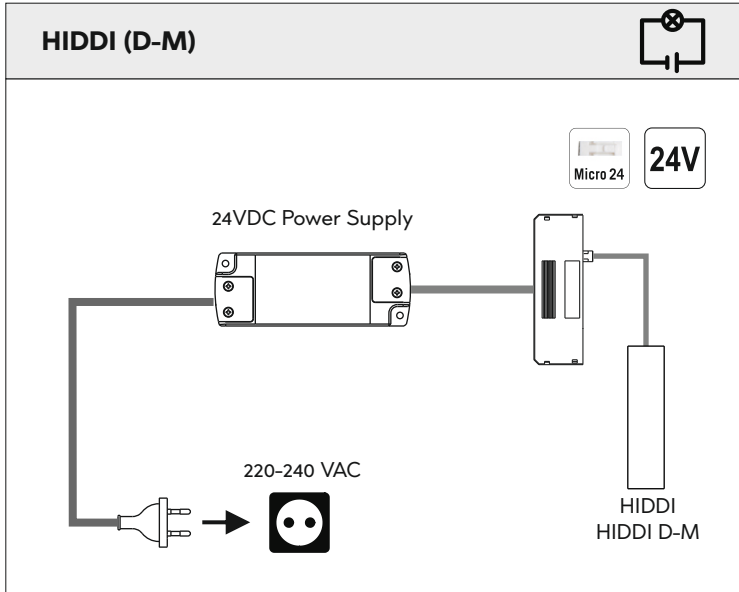 HIDDI (D-M)
Micro 24
24V
24VDC Power Supply
220-240 VAC
HIDDI
HIDDI D-M